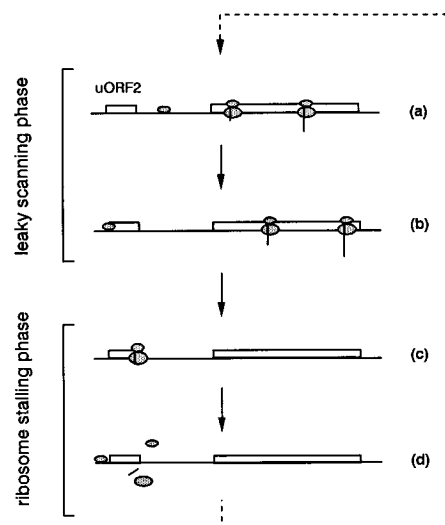 uORF2
leaky scanning phase
(a)
(b)
ribosome stalling phase
(c)
(d)